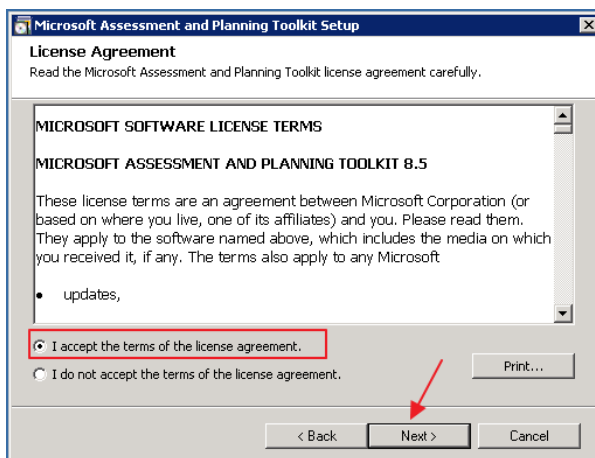 Microsoft Assessment and Planning Toolkit Setup
License Agreement
Read the Microsoft Assessment and Planning Toolkit license agreement carefully.
MICROSOFT SOFTWARE LICENSE TERMS
MICROSOFT ASSESSMENT AND PLANNING TOOLKIT 8.5
These license terms are an agreement between Microsoft Corporation (or
based on where you live, one of its affiliates) and you. Please read them.
They apply to the software named above, which includes the media on which
you received it, if any. The terms also apply to any Microsoft
• updates,
I accept the terms of the license agreement.
I do not accept the terms of the license agreement.
Print...
< Back
Next >
Cancel